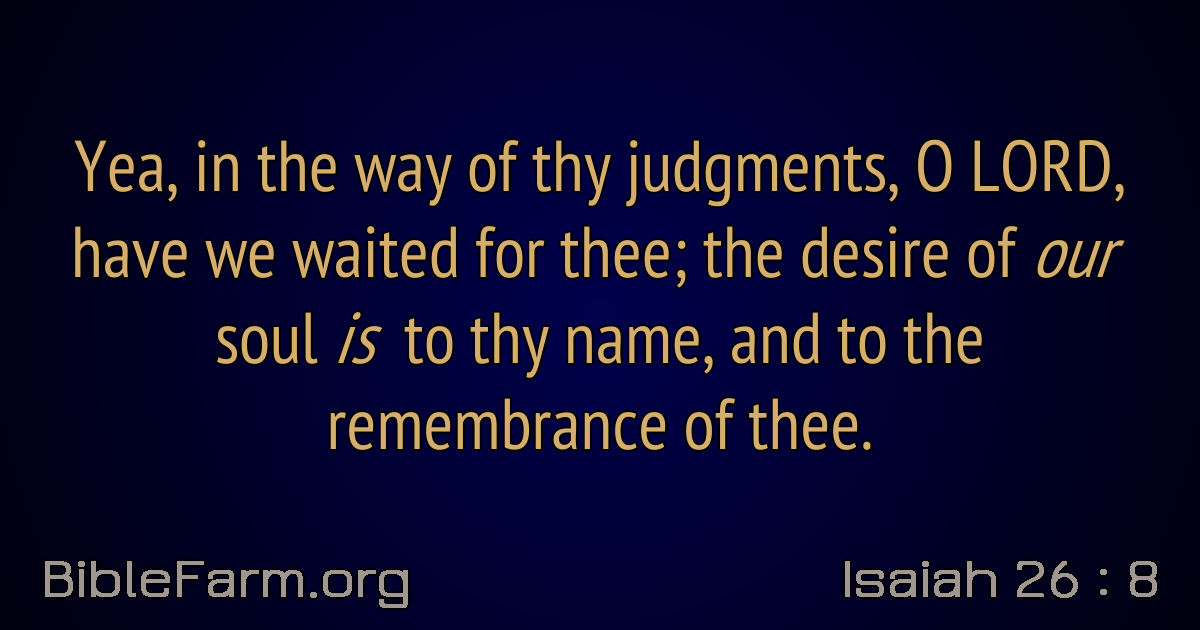 Yea, in the way of thy judgments, O LORD,
have we waited for thee; the desire of our
soul is to thy name, and to the
remembrance of thee.
BibleFarm.org
Isaiah 26 : 8